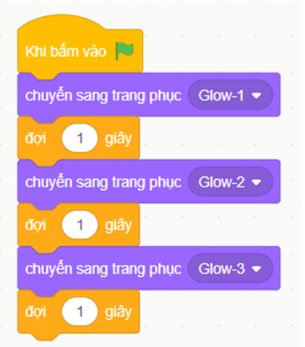 Khi bấm vào
chuyển sang trang phục Glow-1
đợi 1 giây
chuyển sang trang phục Glow-2
đợi 1 giây
chuyển sang trang phục Glow-3
đợi 1 giây